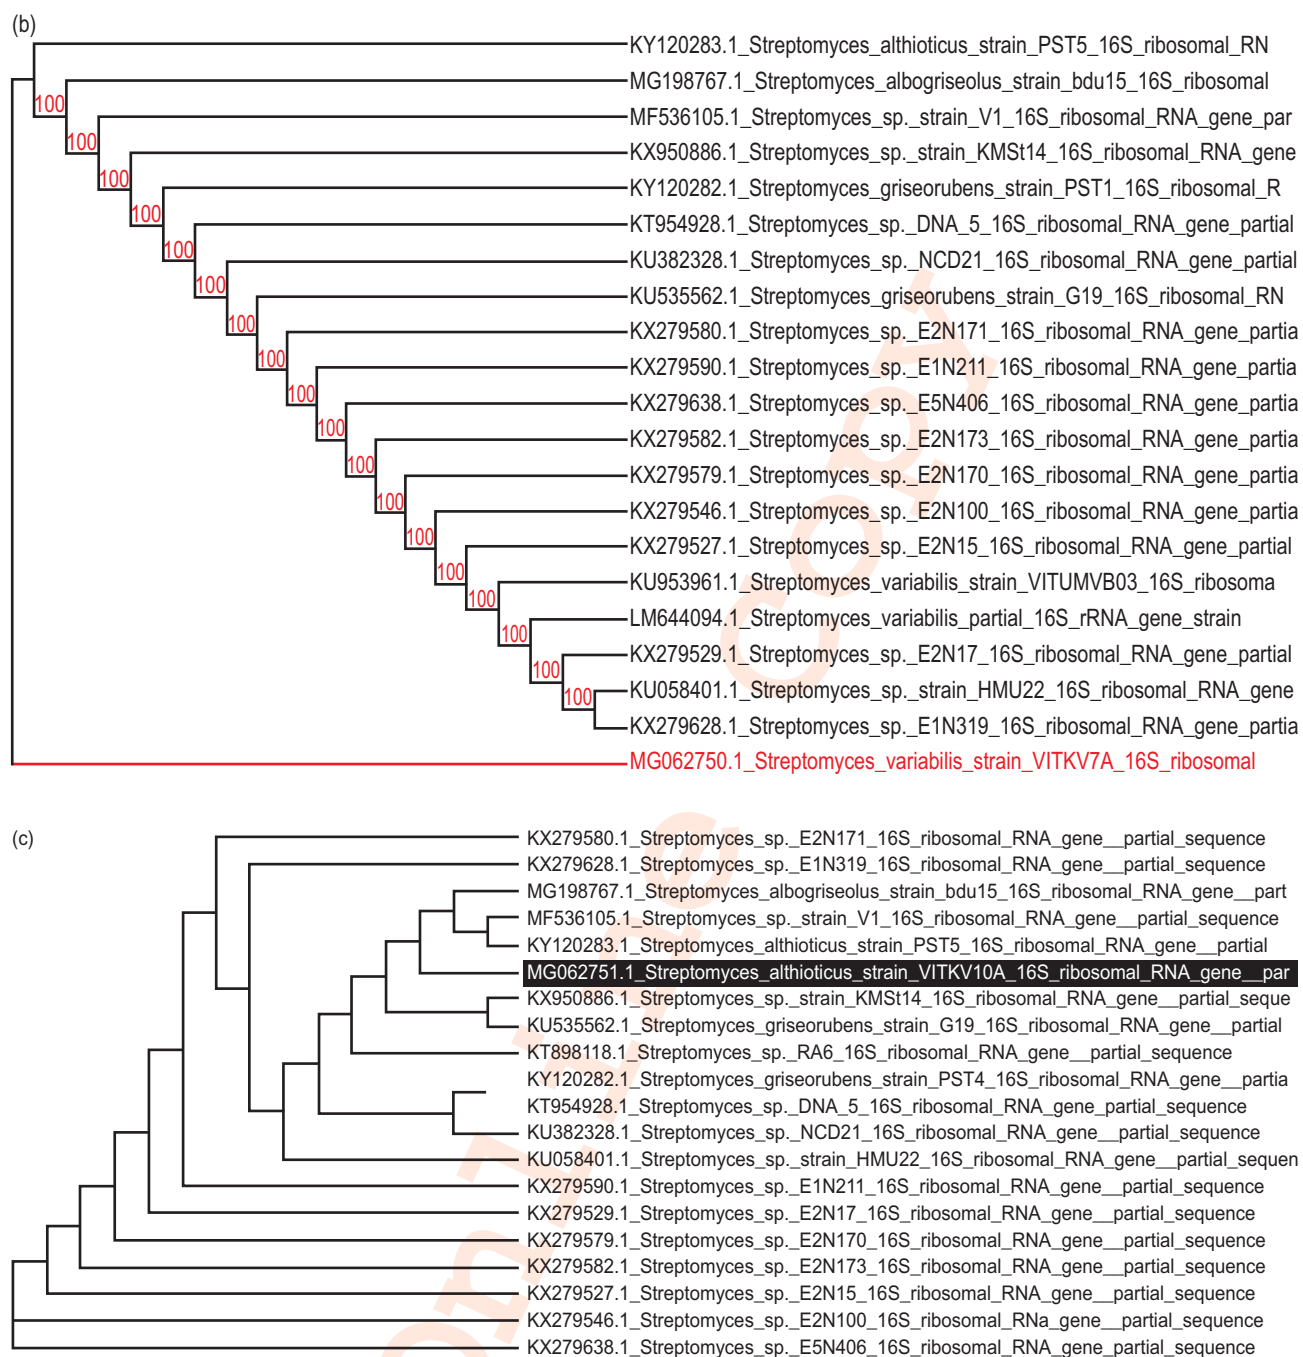 (b)
KY120283.1_Streptomyces_althioticus_strain_PST5_16S_ribosomal_RN
MG198767.1_Streptomyces_albogriseolus_strain_bdu15_16S_ribosomal
100
MF536105.1_Streptomyces_sp._strain_V1_16S_ribosomal_RNA_gene_par
100
KX950886.1_Streptomyces_sp._strain_KMSt14_16S_ribosomal_RNA_gene
100
KY120282.1_Streptomyces_griseorubens_strain_PST1_16S_ribosomal_R
100
KT954928.1_Streptomyces_sp._DNA_5_16S_ribosomal_RNA_gene_partial
100
KU382328.1_Streptomyces_sp._NCD21_16S_ribosomal_RNA_gene_partial
100
KU535562.1_Streptomyces_griseorubens_strain_G19_16S_ribosomal_RN
100
KX279580.1_Streptomyces_sp._E2N171_16S_ribosomal_RNA_gene_partia
100
KX279590.1_Streptomyces_sp._E1N211_16S_ribosomal_RNA_gene_partia
100
KX279638.1_Streptomyces_sp._E5N406_16S_ribosomal_RNA_gene_partia
100
KX279582.1_Streptomyces_sp._E2N173_16S_ribosomal_RNA_gene_partia
100
KX279579.1_Streptomyces_sp._E2N170_16S_ribosomal_RNA_gene_partia
100
KX279546.1_Streptomyces_sp._E2N100_16S_ribosomal_RNA_gene_partia
100
KX279527.1_Streptomyces_sp._E2N15_16S_ribosomal_RNA_gene_partial
100
KU953961.1_Streptomyces_variabilis_strain_VITUMVB03_16S_ribosoma
100
LM644094.1_Streptomyces_variabilis_partial_16S_rRNA_gene_strain
100
KX279529.1_Streptomyces_sp._E2N17_16S_ribosomal_RNA_gene_partial
100
KU058401.1_Streptomyces_sp._strain_HMU22_16S_ribosomal_RNA_gene
100
KX279628.1_Streptomyces_sp._E1N319_16S_ribosomal_RNA_gene_partia
MG062750.1_Streptomyces_variabilis_strain_VITKV7A_16S_ribosomal
(c)
KX279580.1_Streptomyces_sp._E2N171_16S_ribosomal_RNA_gene__partial_sequence
KX279628.1_Streptomyces_sp._E1N319_16S_ribosomal_RNA_gene__partial_sequence
MG198767.1_Streptomyces_albogriseolus_strain_bdu15_16S_ribosomal_RNA_gene__part
MF536105.1_Streptomyces_sp._strain_V1_16S_ribosomal_RNA_gene__partial_sequence
KY120283.1_Streptomyces_althioticus_strain_PST5_16S_ribosomal_RNA_gene__partial
MG062751.1_Streptomyces_althioticus_strain_VITKV10A_16S_ribosomal_RNA_gene__par
KX950886.1_Streptomyces_sp._strain_KMSt14_16S_ribosomal_RNA_gene__partial_seque
KU535562.1_Streptomyces_griseorubens_strain_G19_16S_ribosomal_RNA_gene__partial
KT898118.1_Streptomyces_sp._RA6_16S_ribosomal_RNA_gene__partial_sequence
KY120282.1_Streptomyces_griseorubens_strain_PST4_16S_ribosomal_RNA_gene__partia
KT954928.1_Streptomyces_sp._DNA_5_16S_ribosomal_RNA_gene_partial_sequence
KU382328.1_Streptomyces_sp._NCD21_16S_ribosomal_RNA_gene__partial_sequence
KU058401.1_Streptomyces_sp._strain_HMU22_16S_ribosomal_RNA_gene__partial_sequen
KX279590.1_Streptomyces_sp._E1N211_16S_ribosomal_RNA_gene__partial_sequence
KX279529.1_Streptomyces_sp._E2N17_16S_ribosomal_RNA_gene__partial_sequence
KX279579.1_Streptomyces_sp._E2N170_16S_ribosomal_RNA_gene__partial_sequence
KX279582.1_Streptomyces_sp._E2N173_16S_ribosomal_RNA_gene__partial_sequence
KX279527.1_Streptomyces_sp._E2N15_16S_ribosomal_RNA_gene__partial_sequence
KX279546.1_Streptomyces_sp._E2N100_16S_ribosomal_RNa_gene_partial_sequence
KX279638.1_Streptomyces_sp._E5N406_16S_ribosomal_RNA_gene_partial_sequence
Online Copy